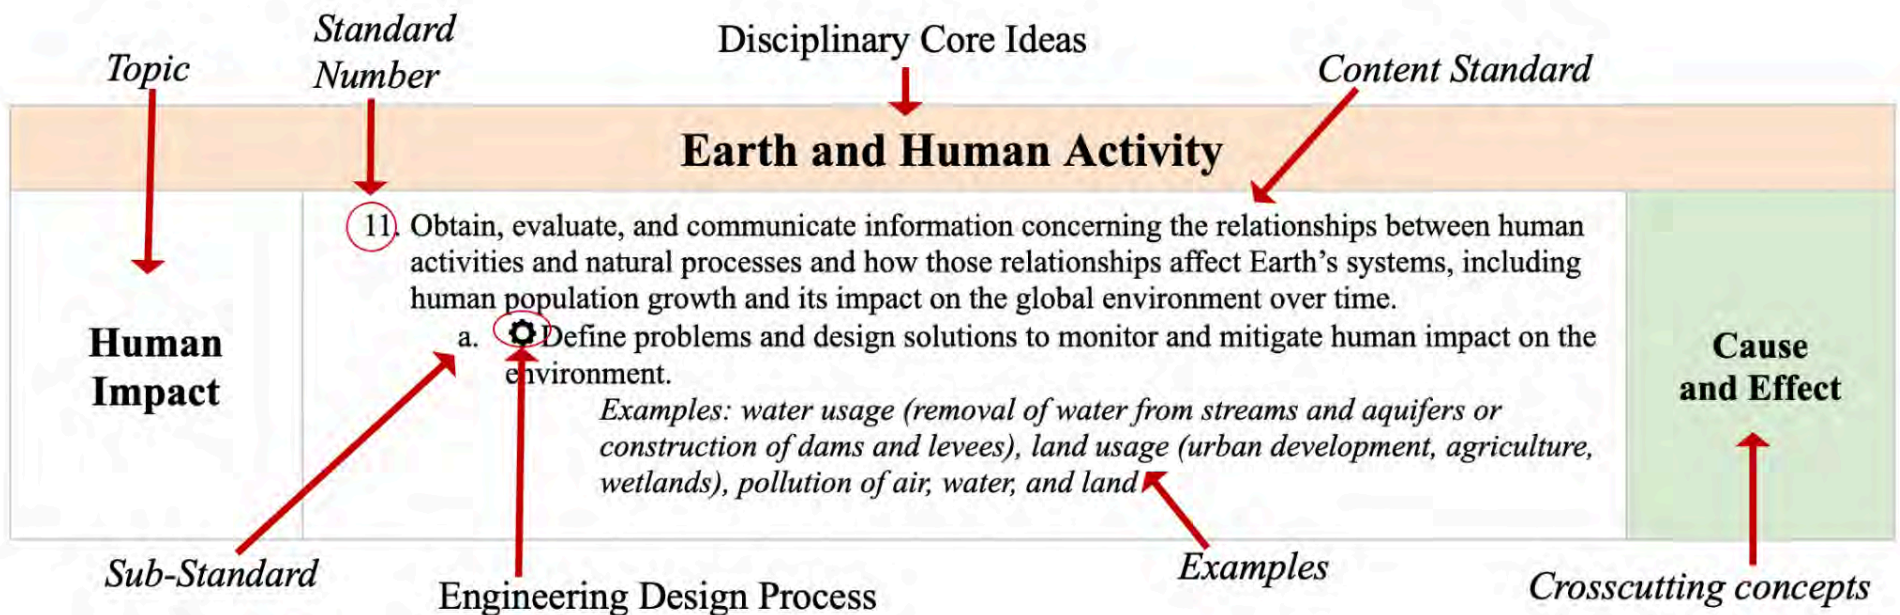 Topic
Standard
Number
Disciplinary Core Ideas
Content Standard
Earth and Human Activity
Human
Impact
11. Obtain, evaluate, and communicate information concerning the relationships between human
activities and natural processes and how those relationships affect Earth's systems, including
human population growth and its impact on the global environment over time.
a. Define problems and design solutions to monitor and mitigate human impact on the
environment.
Examples: water usage (removal of water from streams and aquifers or
construction of dams and levees), land usage (urban development, agriculture,
wetlands), pollution of air, water, and land
Cause
and Effect
Sub-Standard
Engineering Design Process
Examples
Crosscutting concepts